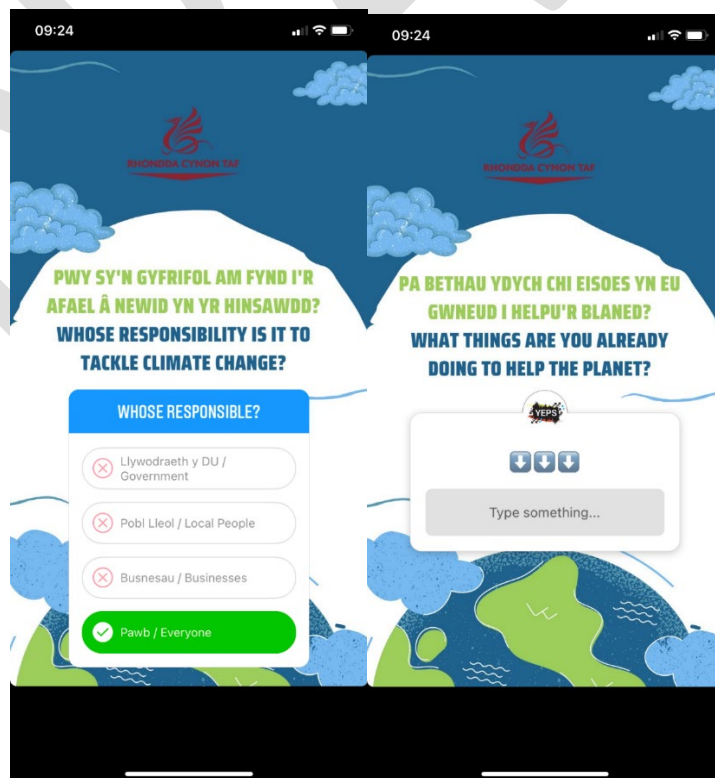 09:24
RHONDDA CYNON TAF
PWY SY'N GYFRIFOL AM FYND I'R
AFAEL Â NEWID YN YR HINSAWDD?
WHOSE RESPONSIBILITY IS IT TO
TACKLE CLIMATE CHANGE?
WHOSE RESPONSIBLE?
Llywodraeth y DU /
Government
Pobl Lleol / Local People
Busnesau / Businesses
Pawb / Everyone
09:24
RHONDDA CYNON TAF
PA BETHAU YDYCH CHI EISOES YN EU
GWNEUD I HELPU'R BLANED?
WHAT THINGS ARE YOU ALREADY
DOING TO HELP THE PLANET?
YEPS
Type something...